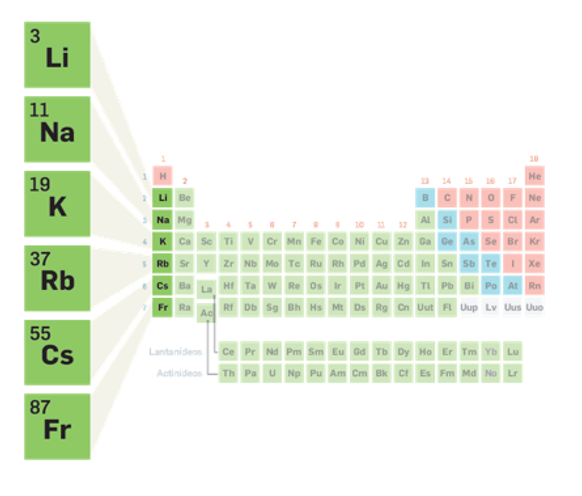 3
Li
11
Na
19
K
37
Rb
55
Cs
87
Fr
1 18
1 H 2 13 14 15 16 17 He
2 Li Be B C N O F Ne
3 Na Mg 3 4 5 6 7 8 9 10 11 12 Al Si P S Cl Ar
4 K Ca Sc Ti V Cr Mn Fe Co Ni Cu Zn Ga Ge As Se Br Kr
5 Rb Sr Y Zr Nb Mo Tc Ru Rh Pd Ag Cd In Sn Sb Te I Xe
6 Cs Ba La Hf Ta W Re Os Ir Pt Au Hg Tl Pb Bi Po At Rn
7 Fr Ra Ac Rf Db Sg Bh Hs Mt Ds Rg Cn Uut Fl Uup Lv Uus Uuo
Lantanídeos Ce Pr Nd Pm Sm Eu Gd Tb Dy Ho Er Tm Yb Lu
Actinídeos Th Pa U Np Pu Am Cm Bk Cf Es Fm Md No Lr